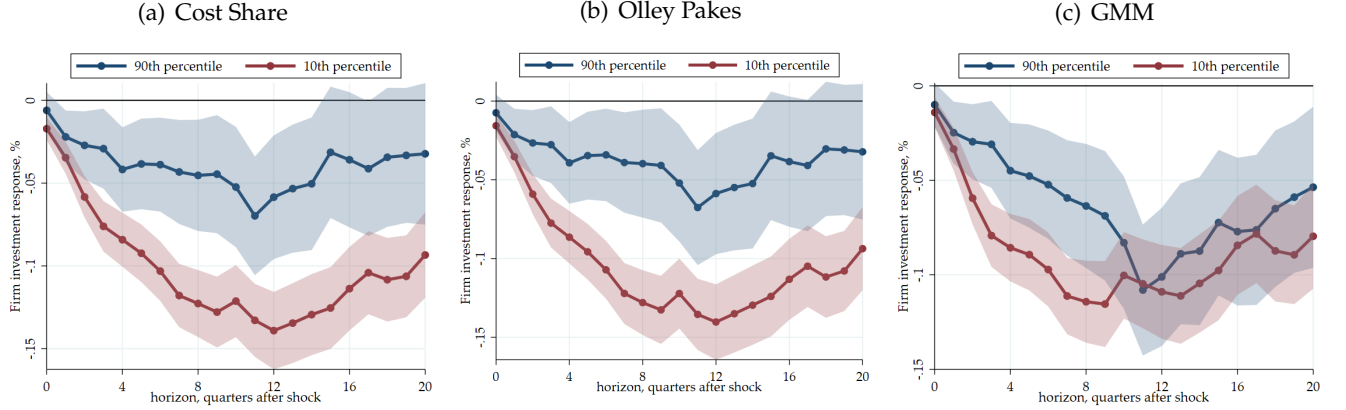 (a) Cost Share
90th percentile 10th percentile
Firm investment response, %
0
-.05
-.1
-.15
0 4 8 12 16 20
horizon, quarters after shock
(b) Olley Pakes
90th percentile 10th percentile
Firm investment response, %
0
-.05
-.1
-.15
0 4 8 12 16 20
horizon, quarters after shock
(c) GMM
90th percentile 10th percentile
Firm investment response, %
0
-.05
-.1
-.15
0 4 8 12 16 20
horizon, quarters after shock